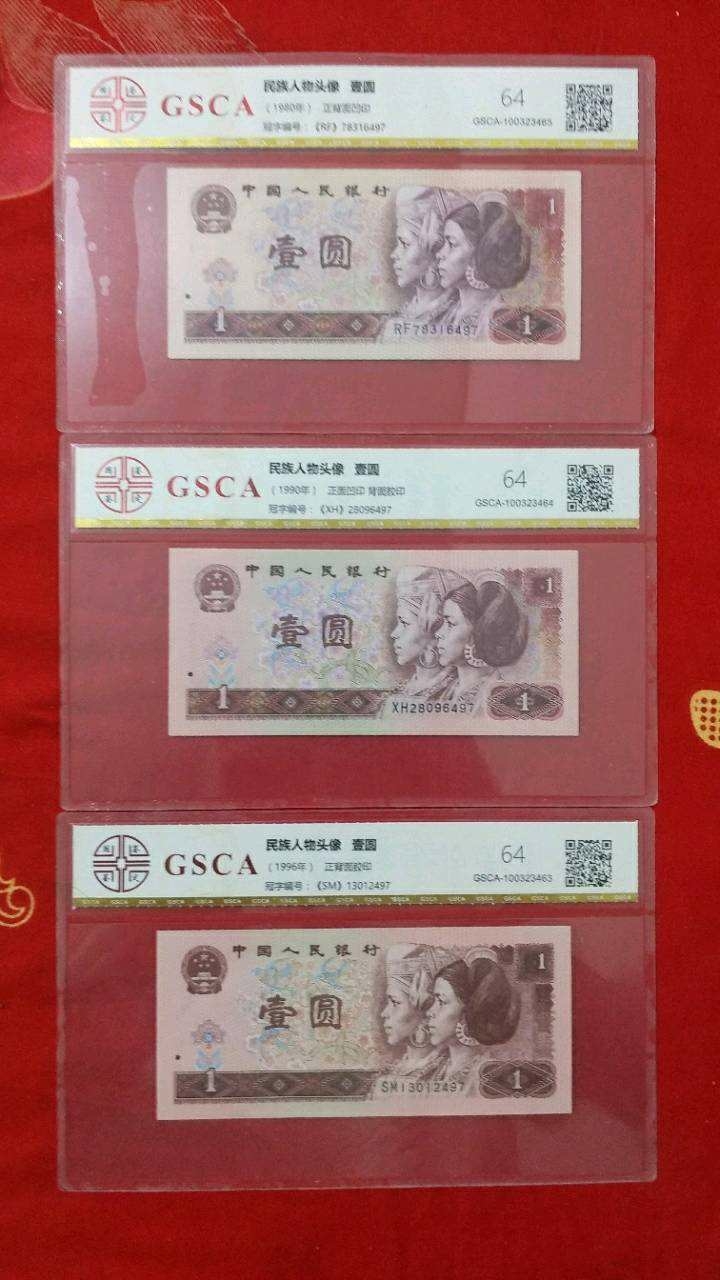 GSCA
民族人物头像 壹圆
（1980年） 正背面凹印
冠字编号：《RF》78316497
64
GSCA-100323465
中国人民银行
壹圆
1
1
RF78316497
1
GSCA
民族人物头像 壹圆
（1990年） 正面凹印 背面胶印
冠字编号：《XH》28096497
64
GSCA-100323464
中国人民银行
壹圆
1
1
XH28096497
1
GSCA
民族人物头像 壹圆
（1996年） 正背面胶印
冠字编号：《SM》13012497
64
GSCA-100323463
中国人民银行
壹圆
1
1
SM13012497
1